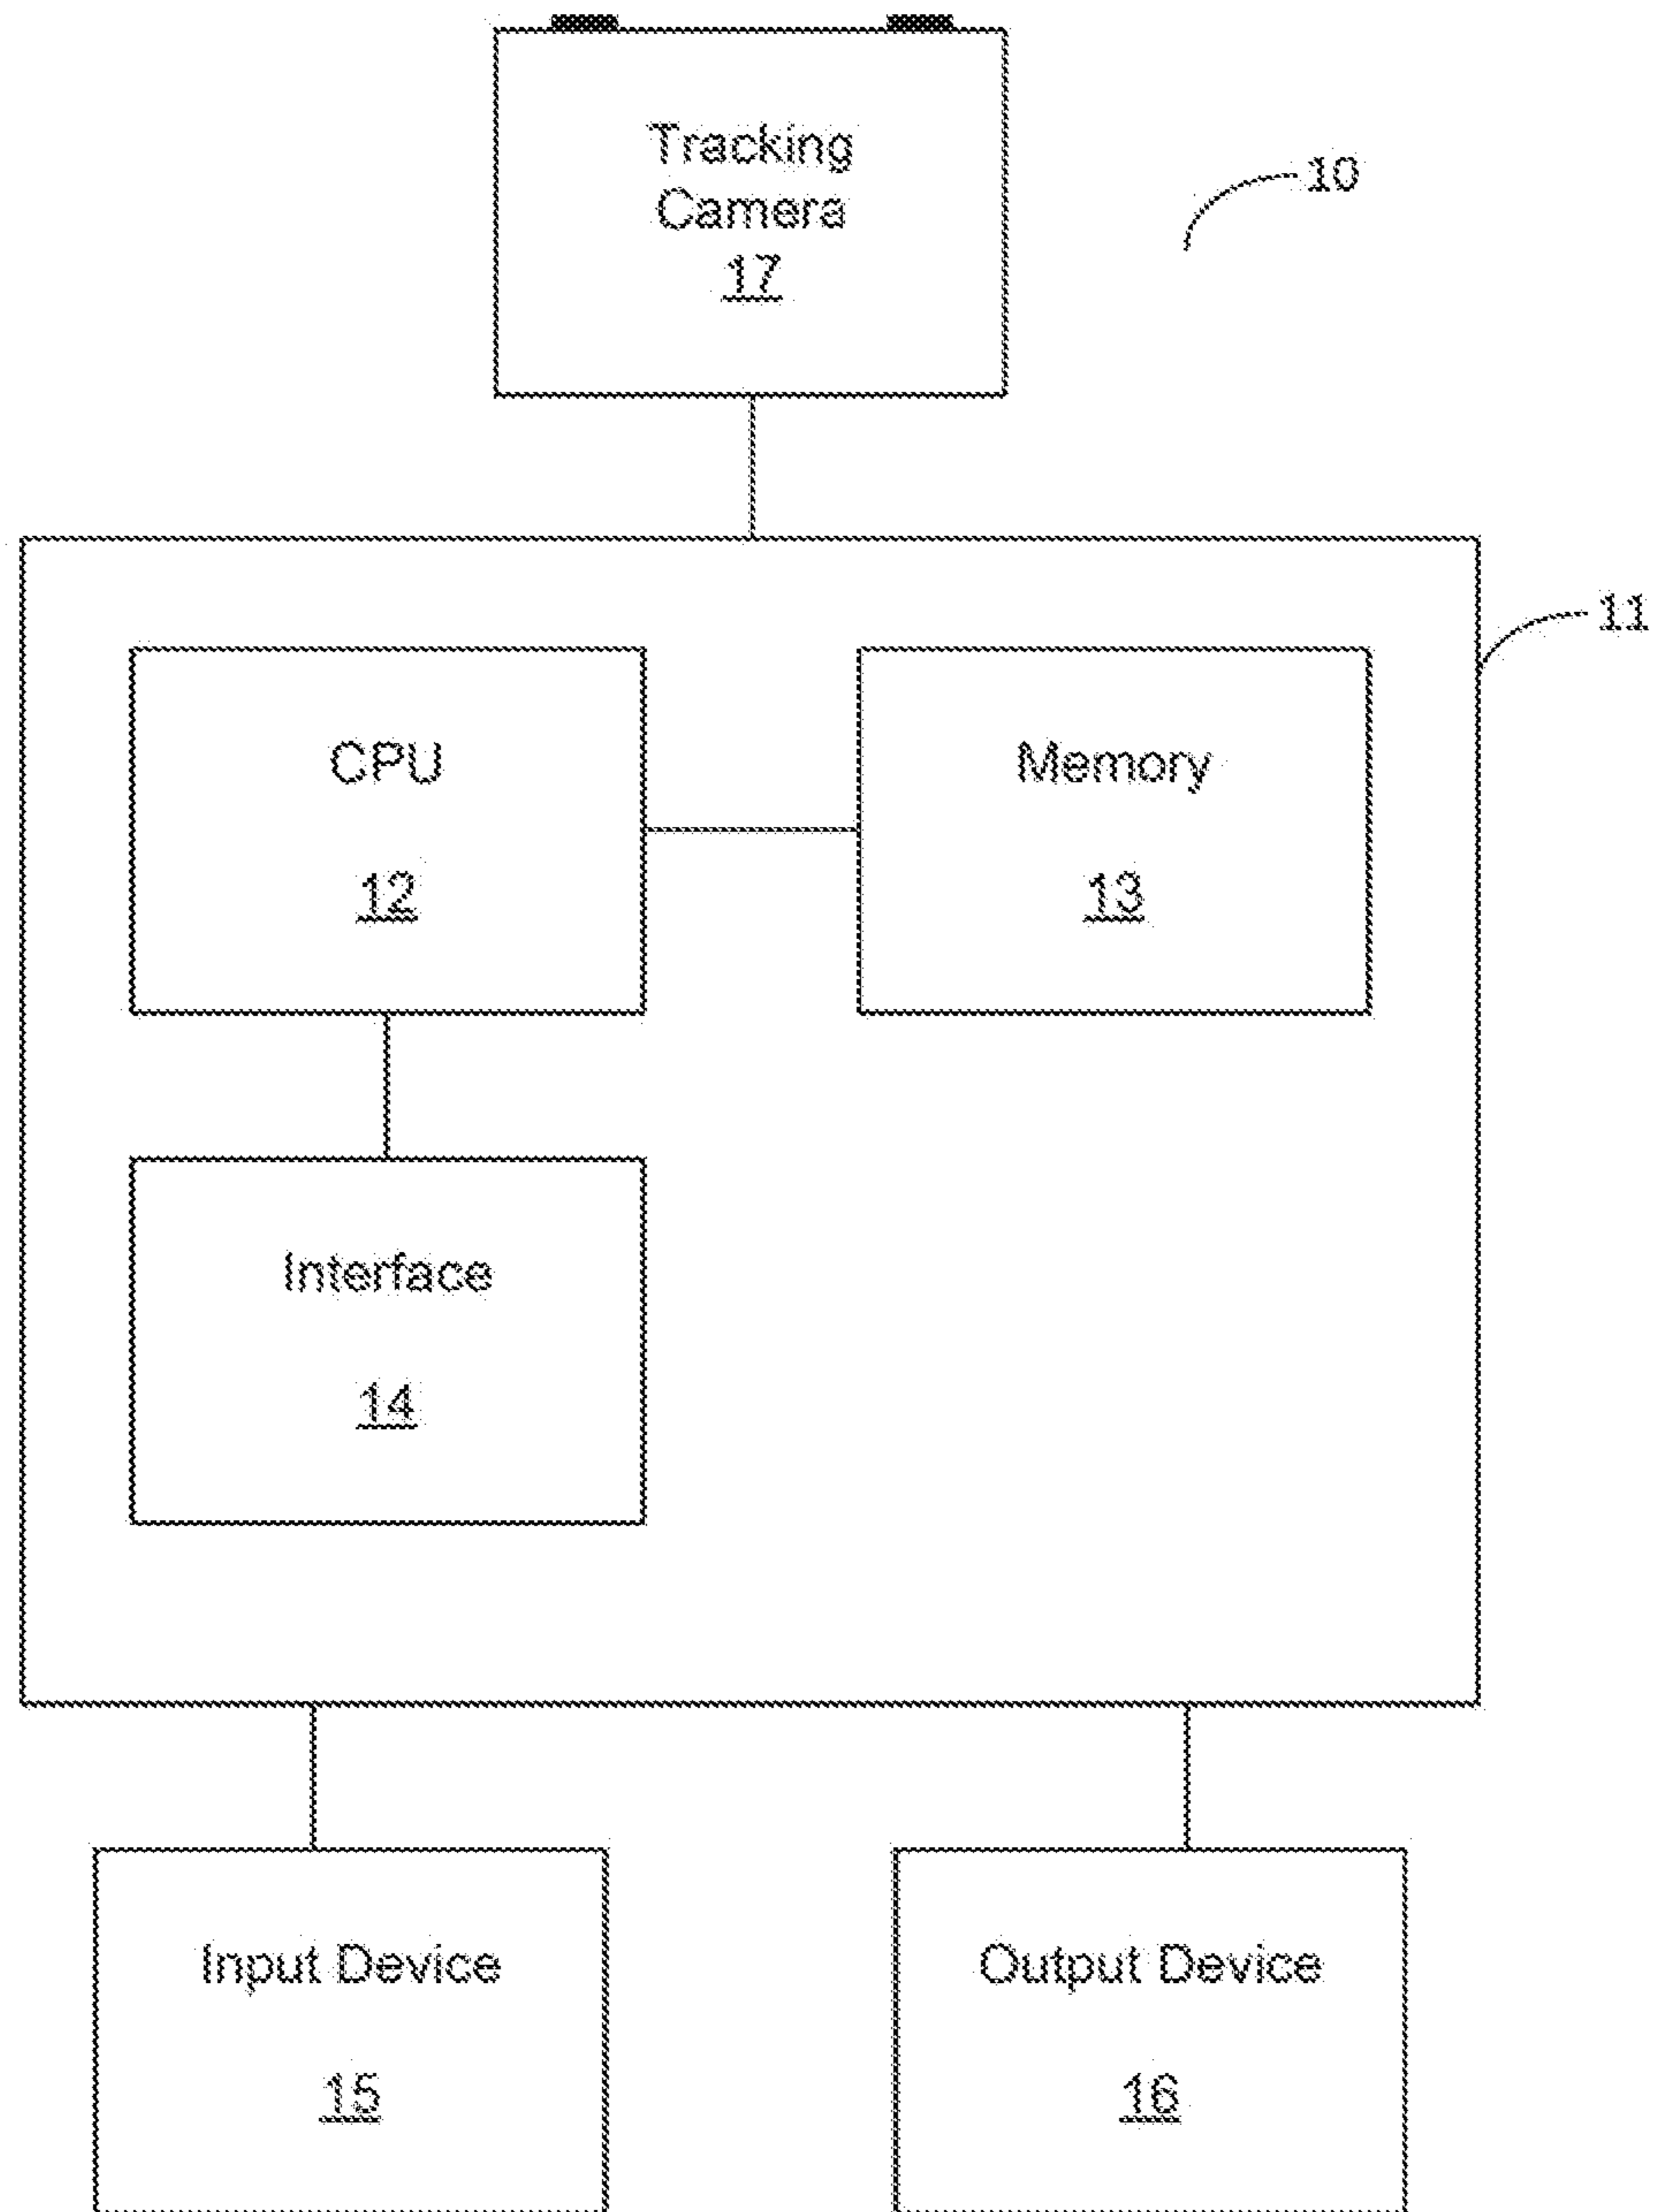 Tracking
Camera
17
10
11
CPU
12
Memory
13
Interface
14
Input Device
15
Output Device
16